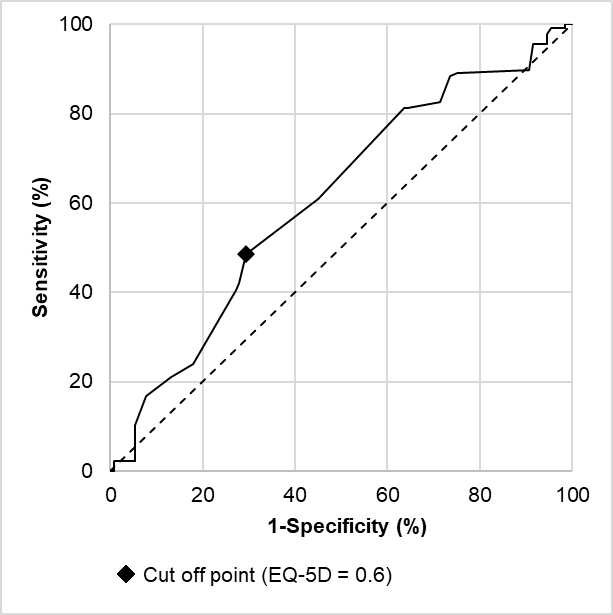 100
80
60
40
20
0
Sensitivity (%)
0 20 40 60 80 100
1-Specificity (%)
Cut off point (EQ-5D = 0.6)